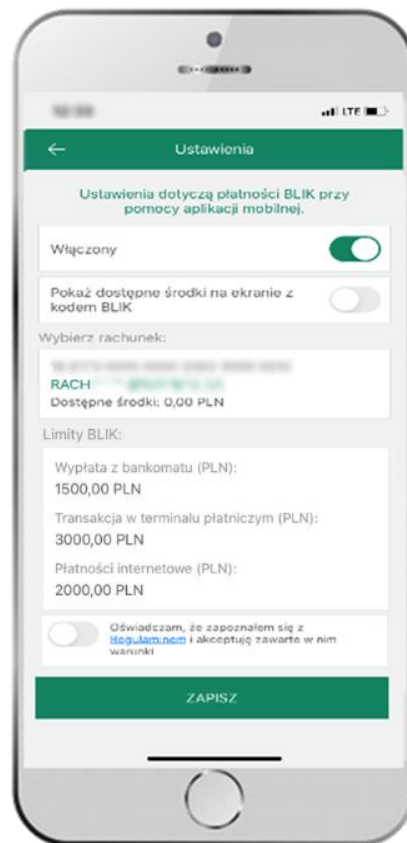 LTE
Ustawienia
Ustawienia dotyczą płatności BLIK przy
pomocy aplikacji mobilnej.
Włączony
Pokaż dostępne środki na ekranie z
kodem BLIK
Wybierz rachunek:
RACH
Dostępne środki: 0,00 PLN
Limity BLIK:
Wypłata z bankomatu (PLN):
1500,00 PLN
Transakcja w terminalu płatniczym (PLN):
3000,00 PLN
Płatności internetowe (PLN):
2000,00 PLN
Oświadczam, że zapoznałem się z
Regulaminem i akceptuję zawarte w nim
warunki
ZAPISZ